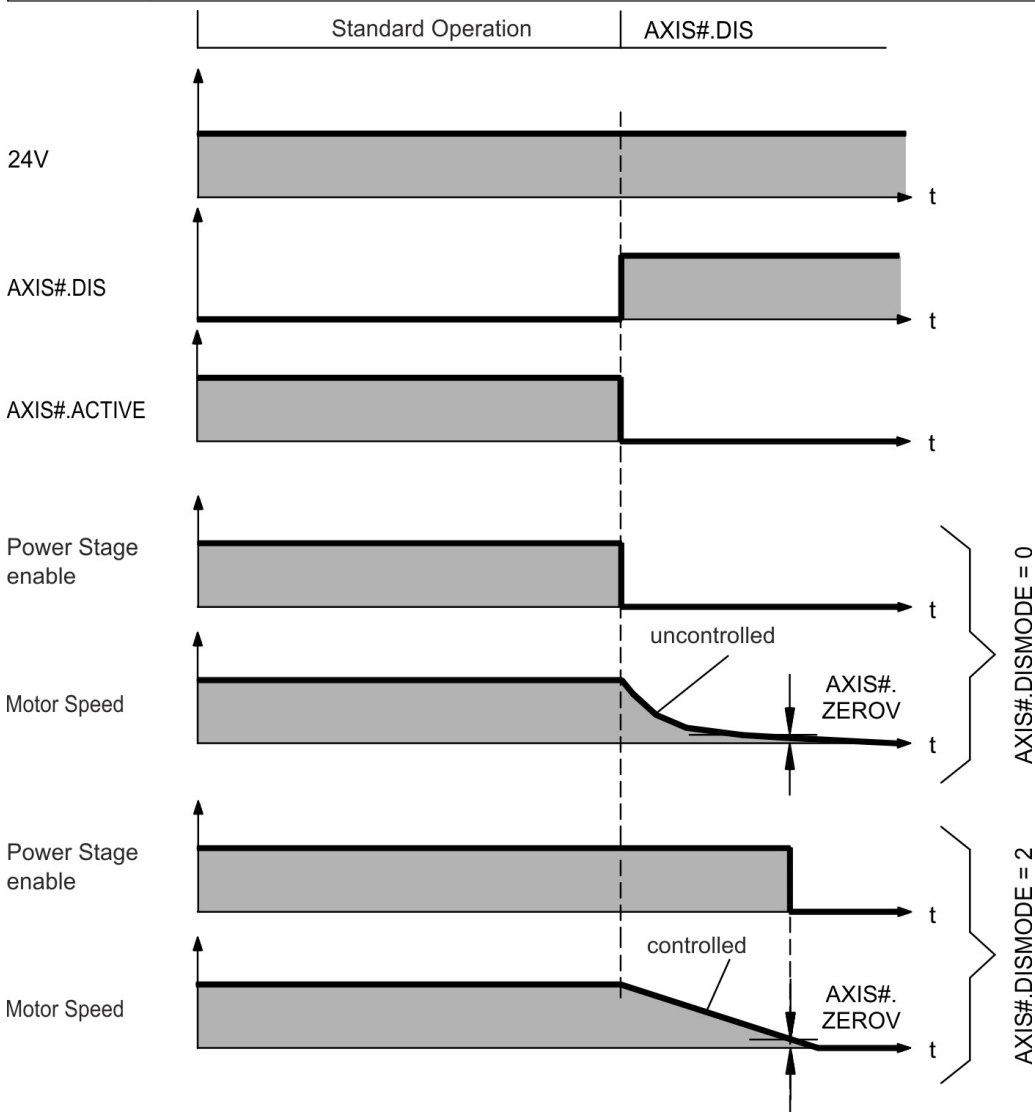 Standard Operation
AXIS#.DIS
24V
t
AXIS#.DIS
t
AXIS#.ACTIVE
t
Power Stage
enable
t
uncontrolled
Motor Speed
AXIS#.
ZEROV
t
AXIS#.DISMODE = 0
Power Stage
enable
t
controlled
Motor Speed
AXIS#.
ZEROV
t
AXIS#.DISMODE = 2